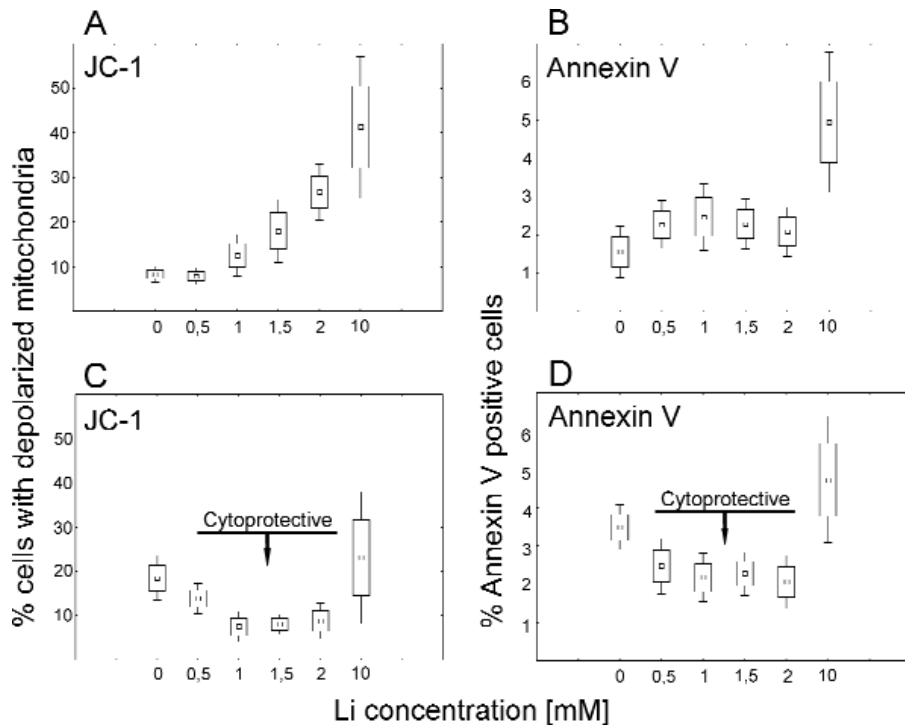 A
JC-1
50
40
30
20
10
0 0,5 1 1,5 2 10
B
Annexin V
6
5
4
3
2
1
0 0,5 1 1,5 2 10
C
JC-1
50
40
30
20
10
Cytoprotective
0 0,5 1 1,5 2 10
D
Annexin V
6
5
4
3
2
1
Cytoprotective
0 0,5 1 1,5 2 10
% cells with depolarized mitochondria
% Annexin V positive cells
Li concentration [mM]